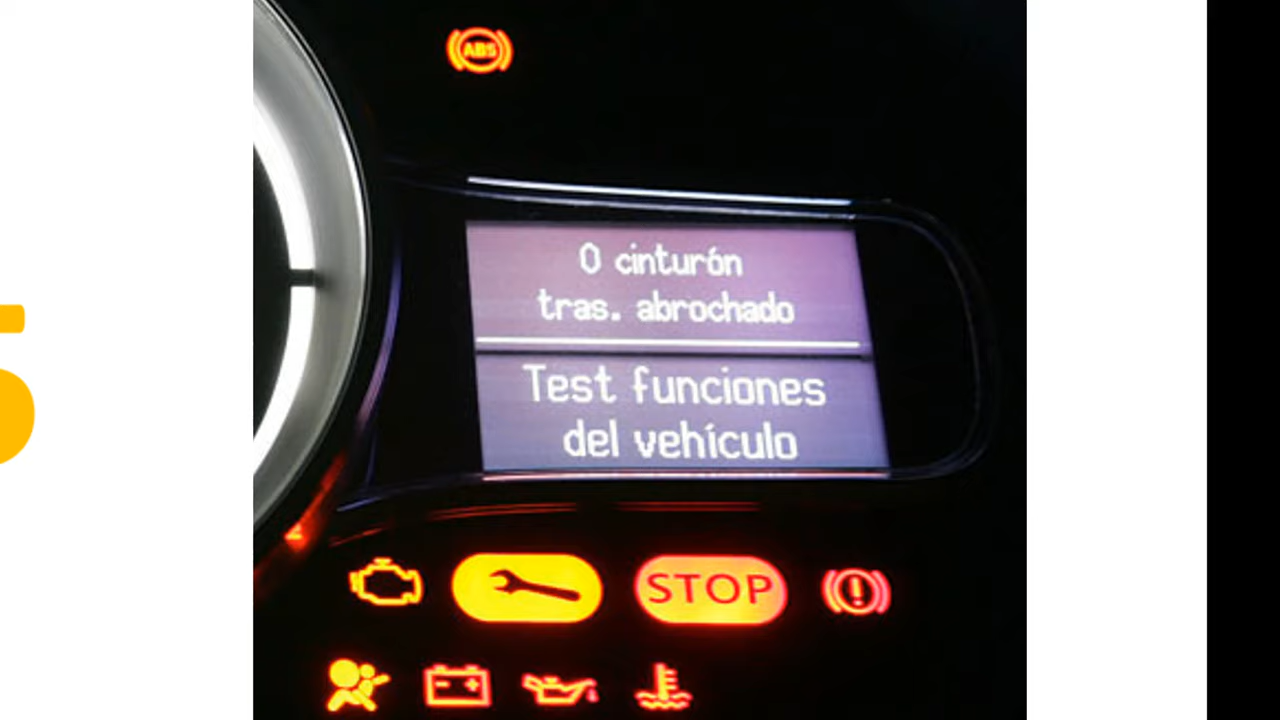 ABS
0 cinturón
tras. abrochado
Test funciones
del vehículo
STOP